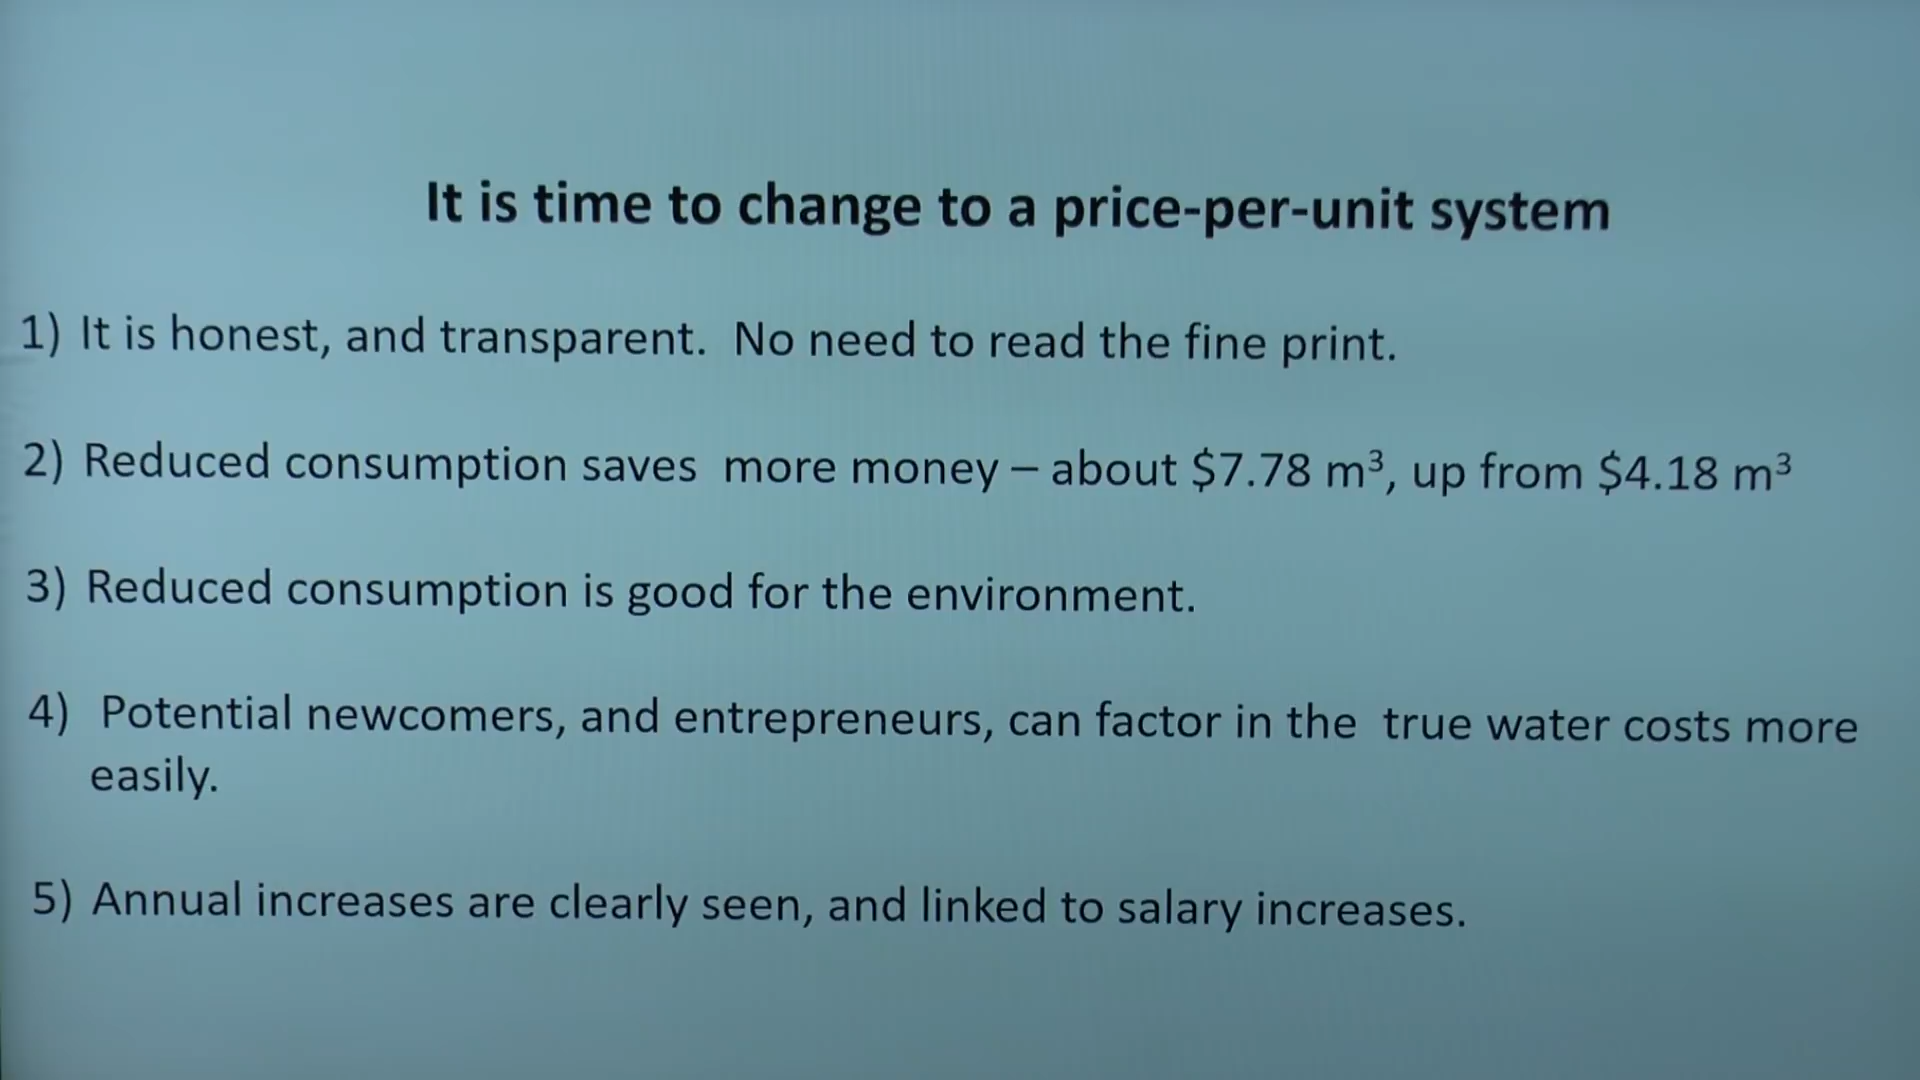 It is time to change to a price-per-unit system
1) It is honest, and transparent.  No need to read the fine print.
2) Reduced consumption saves  more money – about $7.78 m³, up from $4.18 m³
3) Reduced consumption is good for the environment.
4)  Potential newcomers, and entrepreneurs, can factor in the  true water costs more
easily.
5) Annual increases are clearly seen, and linked to salary increases.